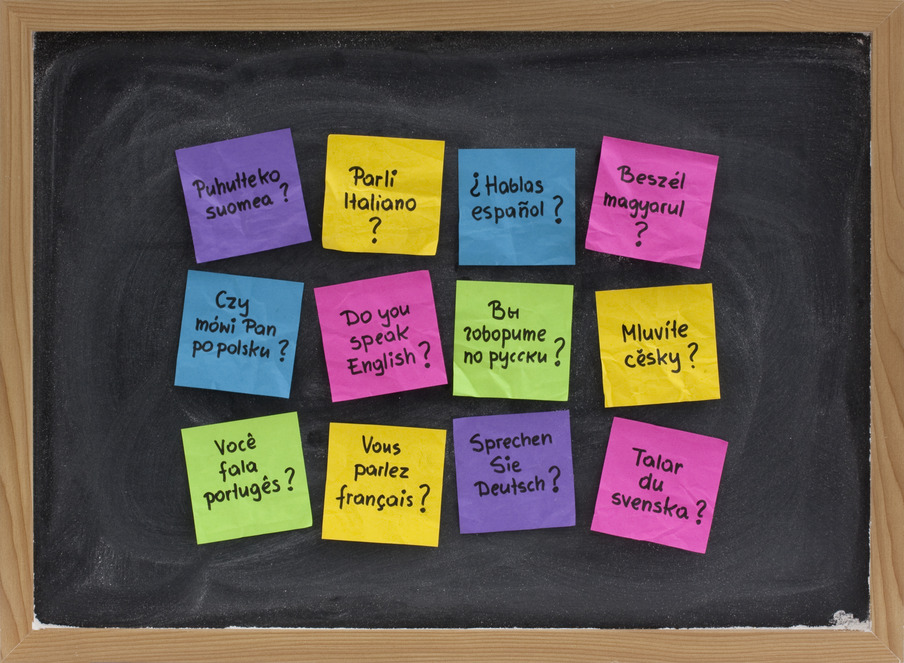 Puhutteko
suomea ?
Parli
Italiano
?
¿Hablas
español ?
Beszél
magyarul
?
Czy
mówi Pan
po polsku ?
Do you
speak
English ?
Вы
говорите
по русски ?
Mluvíte
cěsky ?
Você
fala
portugês ?
Vous
parlez
français ?
Sprechen
Sie
Deutsch ?
Talar
du
svenska ?